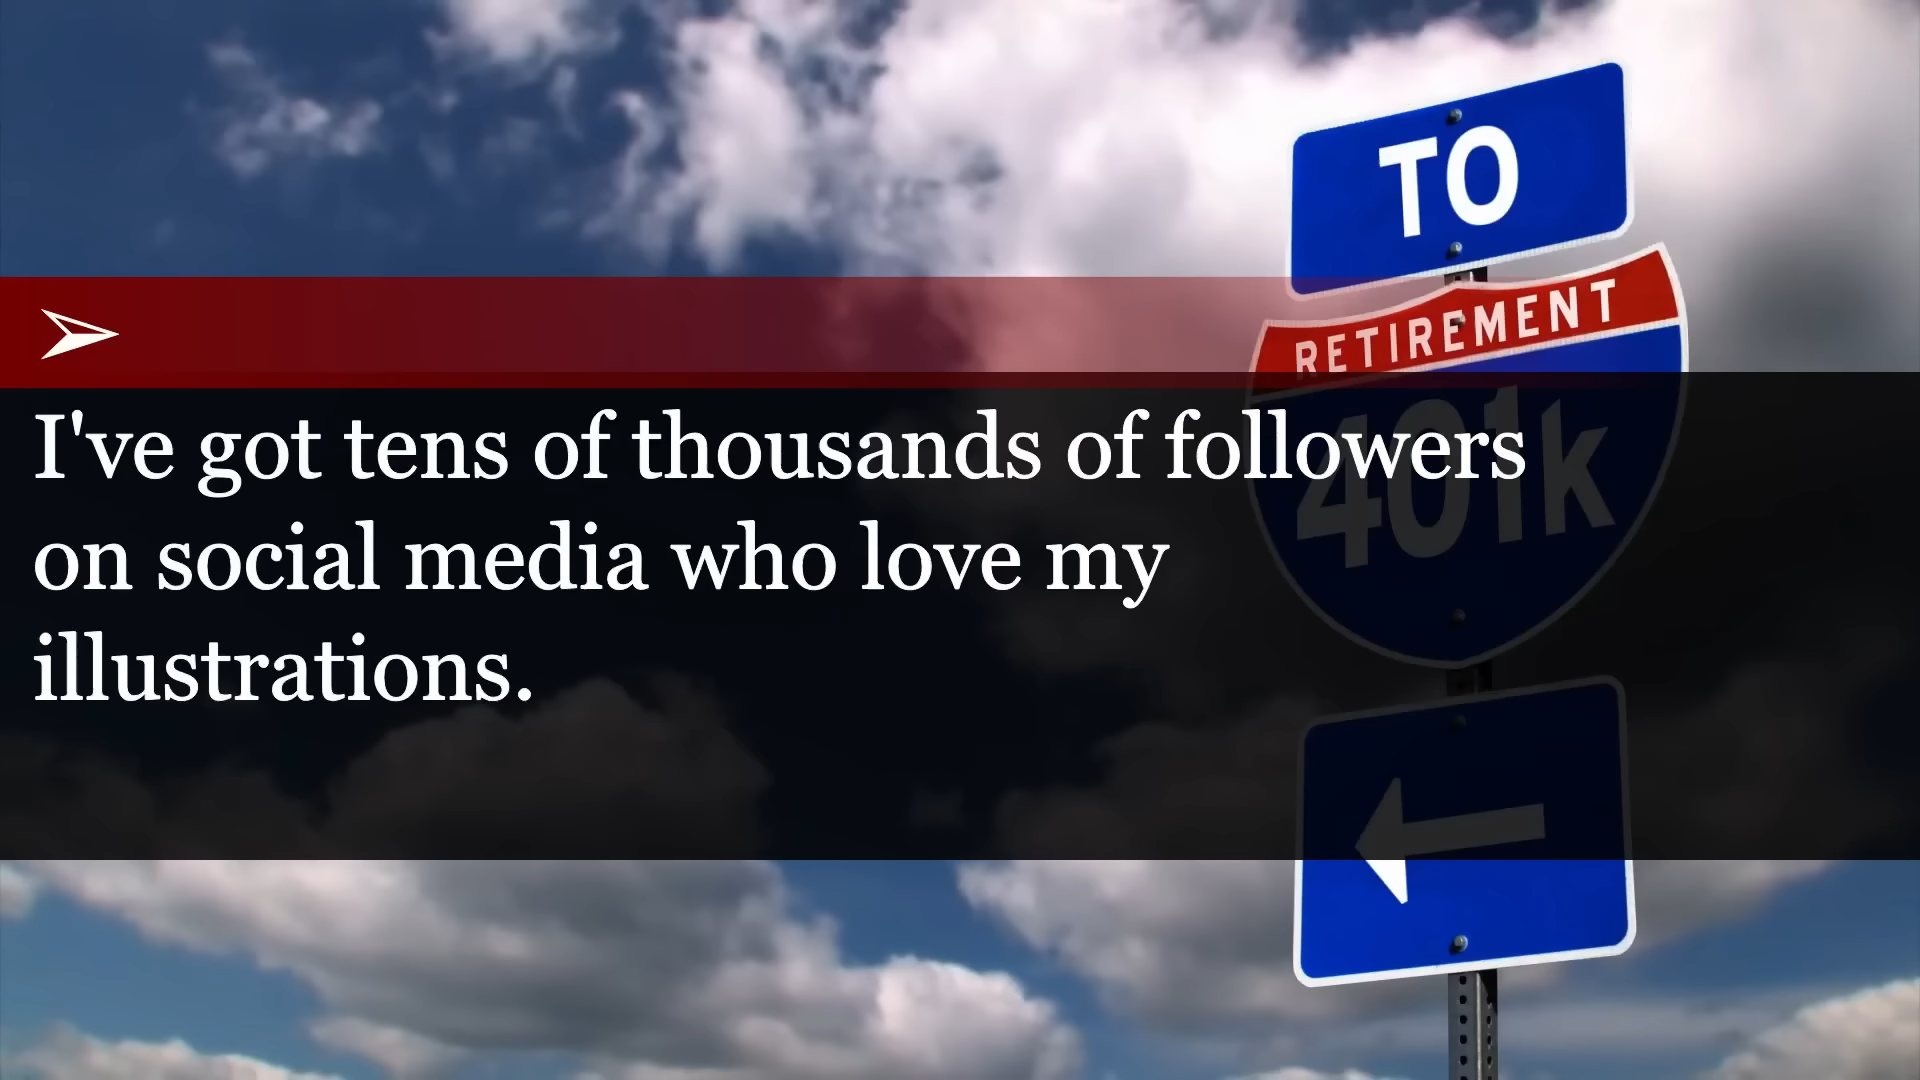 TO
RETIREMENT
401k
➢
I've got tens of thousands of followers
on social media who love my
illustrations.